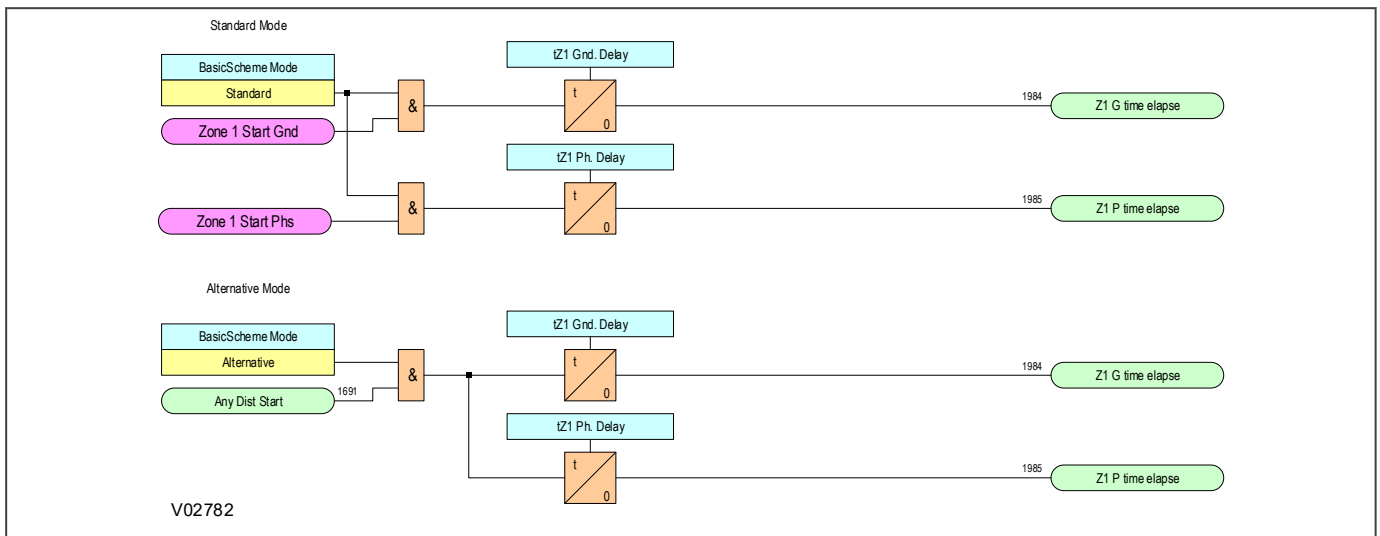 Standard Mode
BasicScheme Mode
Standard
Zone 1 Start Gnd
&
tZ1 Gnd. Delay
t
0
1984
Z1 G time elapse
Zone 1 Start Phs
&
tZ1 Ph. Delay
t
0
1985
Z1 P time elapse
Alternative Mode
BasicScheme Mode
Alternative
Any Dist Start
1691
&
tZ1 Gnd. Delay
t
0
1984
Z1 G time elapse
tZ1 Ph. Delay
t
0
1985
Z1 P time elapse
V02782